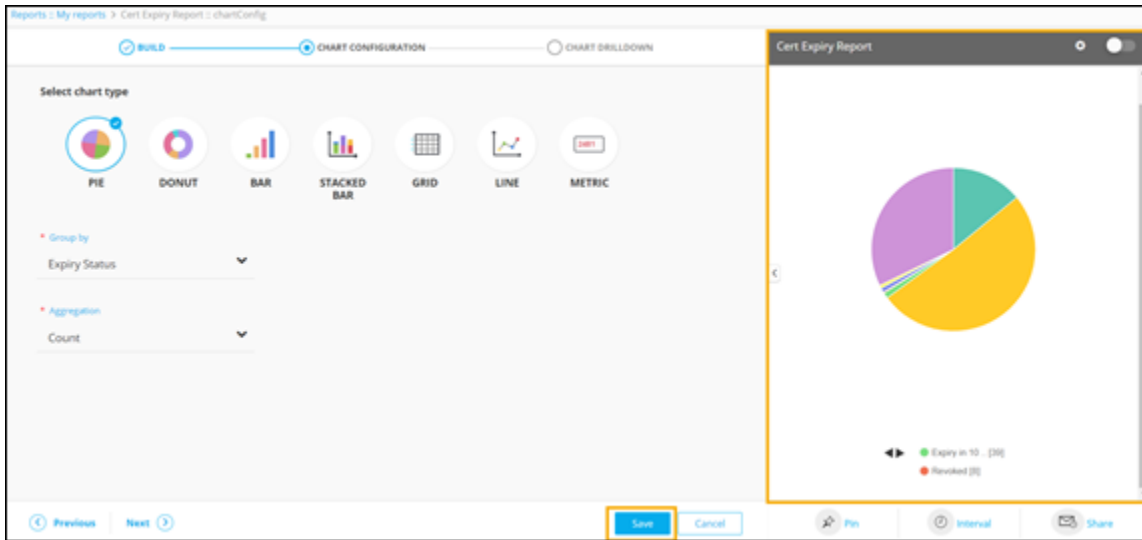 Reports :: My reports > Cert Expiry Report :: chartConfig
BUILD
CHART CONFIGURATION
CHART DRILLDOWN
Cert Expiry Report
Select chart type
PIE
DONUT
BAR
STACKED
BAR
GRID
LINE
METRIC
* Group by
Expiry Status
* Aggregation
Count
Expiry in 10 .. [39]
Revoked [8]
Previous
Next
Save
Cancel
Pin
Interval
Share